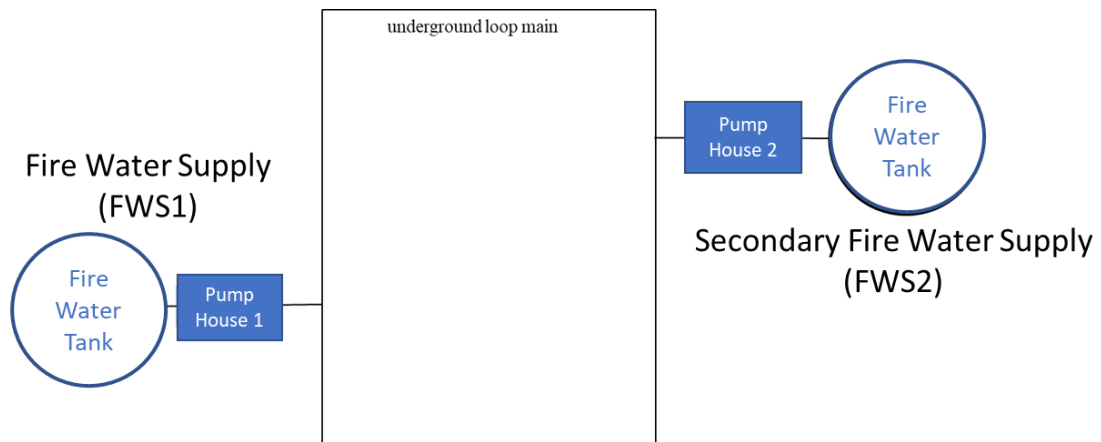 underground loop main
Fire Water Supply
(FWS1)
Fire
Water
Tank
Pump
House 1
Pump
House 2
Fire
Water
Tank
Secondary Fire Water Supply
(FWS2)